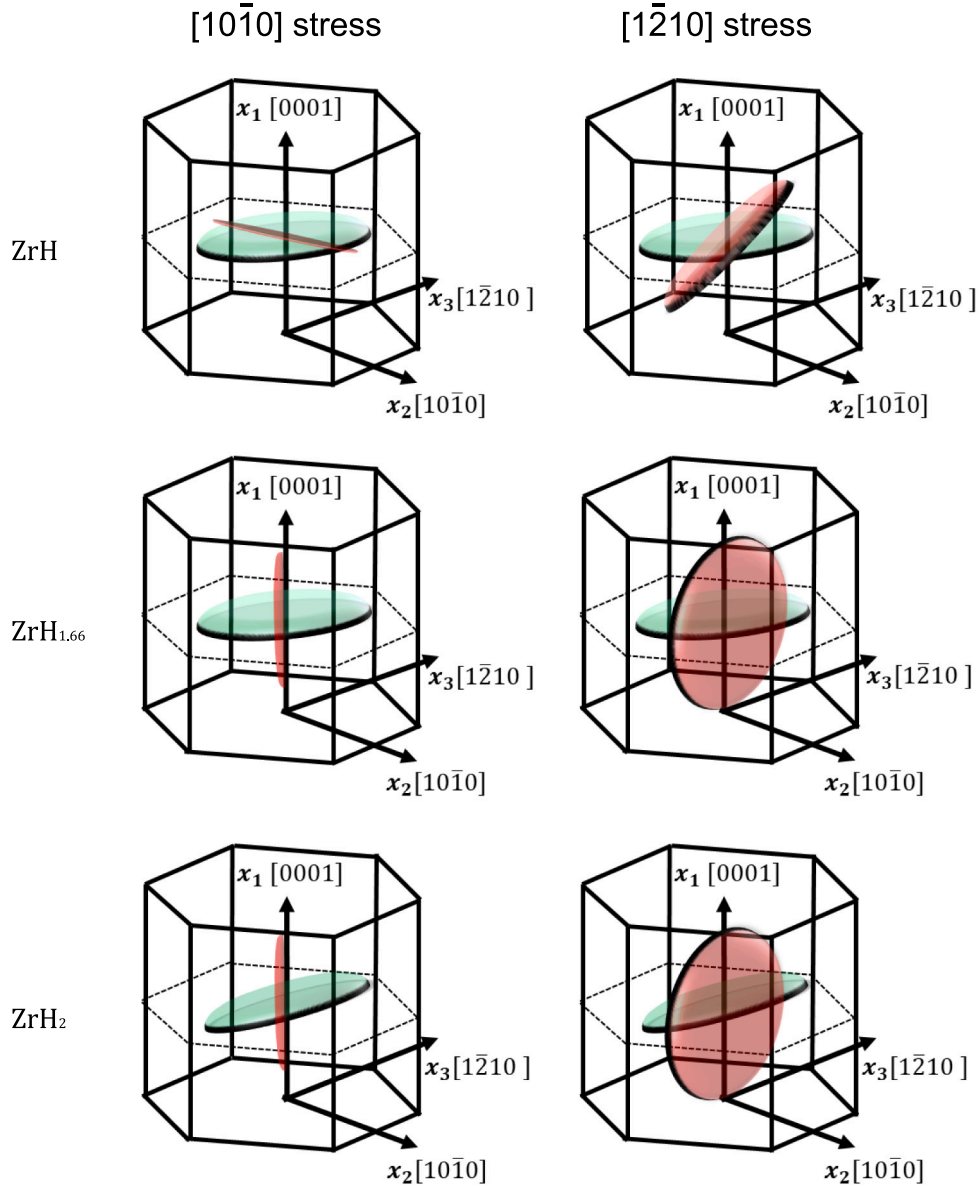 [101̄0] stress [12̄10] stress
x₁ [0001] x₁ [0001]
ZrH
x₃[12̄10 ] x₃[12̄10 ]
x₂[101̄0] x₂[101̄0]
x₁ [0001] x₁ [0001]
ZrH₁.₆₆
x₃[12̄10 ] x₃[12̄10 ]
x₂[101̄0] x₂[101̄0]
x₁ [0001] x₁ [0001]
ZrH₂
x₃[12̄10 ] x₃[12̄10 ]
x₂[101̄0] x₂[101̄0]